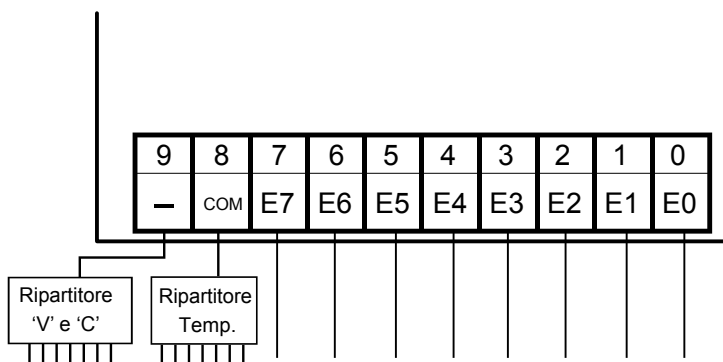 9 8 7 6 5 4 3 2 1 0
– COM E7 E6 E5 E4 E3 E2 E1 E0
Ripartitore
‘V’ e ‘C’
Ripartitore
Temp.